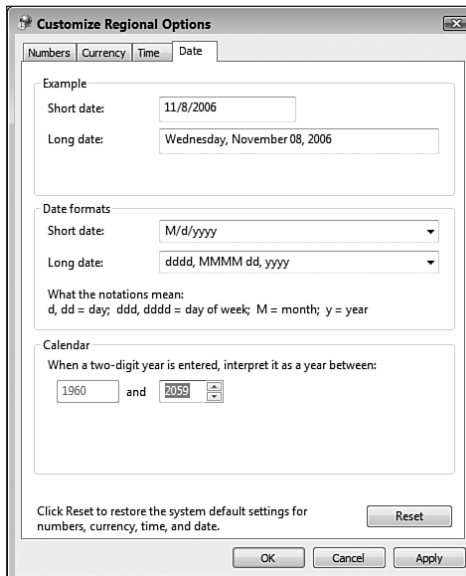 Customize Regional Options
Numbers Currency Time Date
Example
Short date: 11/8/2006
Long date: Wednesday, November 08, 2006
Date formats
Short date: M/d/yyyy
Long date: dddd, MMMM dd, yyyy
What the notations mean:
d, dd = day; ddd, dddd = day of week; M = month; y = year
Calendar
When a two-digit year is entered, interpret it as a year between:
1960 and 2059
Click Reset to restore the system default settings for
numbers, currency, time, and date.
Reset
OK Cancel Apply